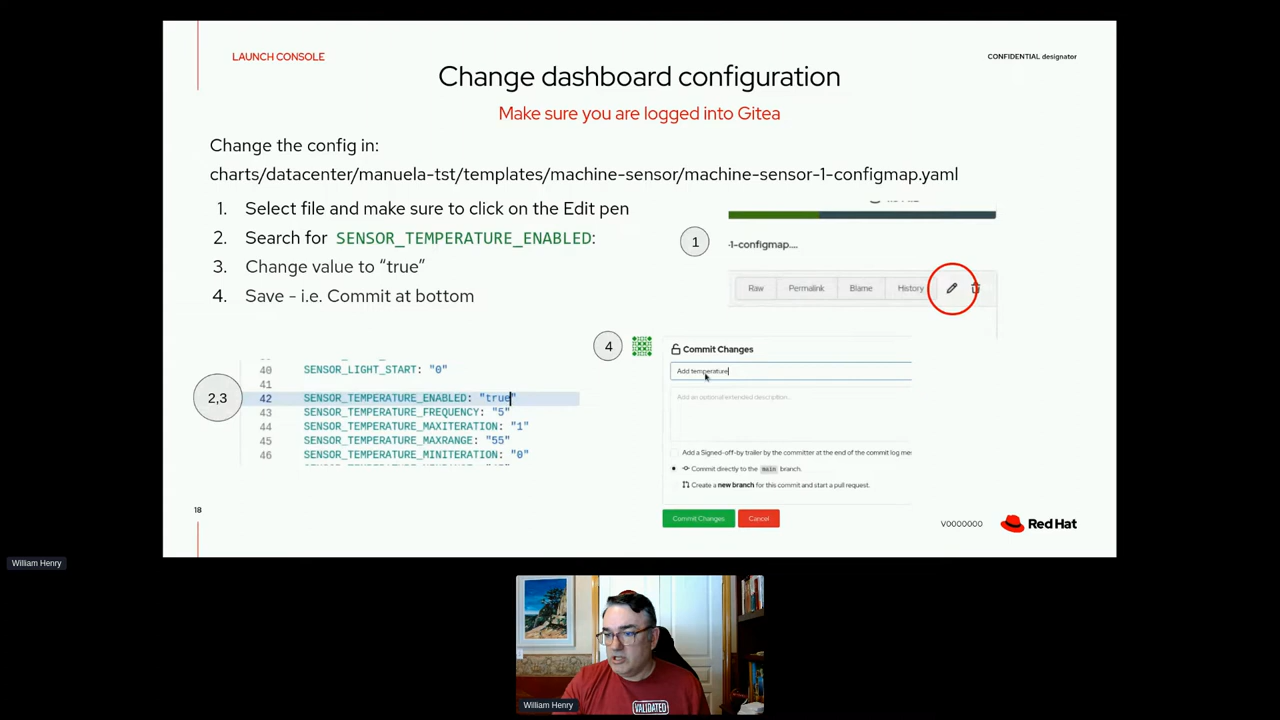 LAUNCH CONSOLE
CONFIDENTIAL designator
Change dashboard configuration
Make sure you are logged into Gitea
Change the config in:
charts/datacenter/manuela-tst/templates/machine-sensor/machine-sensor-1-configmap.yaml
1. Select file and make sure to click on the Edit pen
2. Search for SENSOR_TEMPERATURE_ENABLED:
3. Change value to “true”
4. Save - i.e. Commit at bottom
1
-1-configmap....
Raw Permalink Blame History
4
Commit Changes
Add temperature
Add an optional extended description...
Add a Signed-off-by trailer by the committer at the end of the commit log me
Commit directly to the main branch.
Create a new branch for this commit and start a pull request.
Commit Changes Cancel
2,3
40 SENSOR_LIGHT_START: "0"
41
42 SENSOR_TEMPERATURE_ENABLED: "true"
43 SENSOR_TEMPERATURE_FREQUENCY: "5"
44 SENSOR_TEMPERATURE_MAXITERATION: "1"
45 SENSOR_TEMPERATURE_MAXRANGE: "55"
46 SENSOR_TEMPERATURE_MINITERATION: "0"
18
V0000000
Red Hat
William Henry
VALIDATED
William Henry